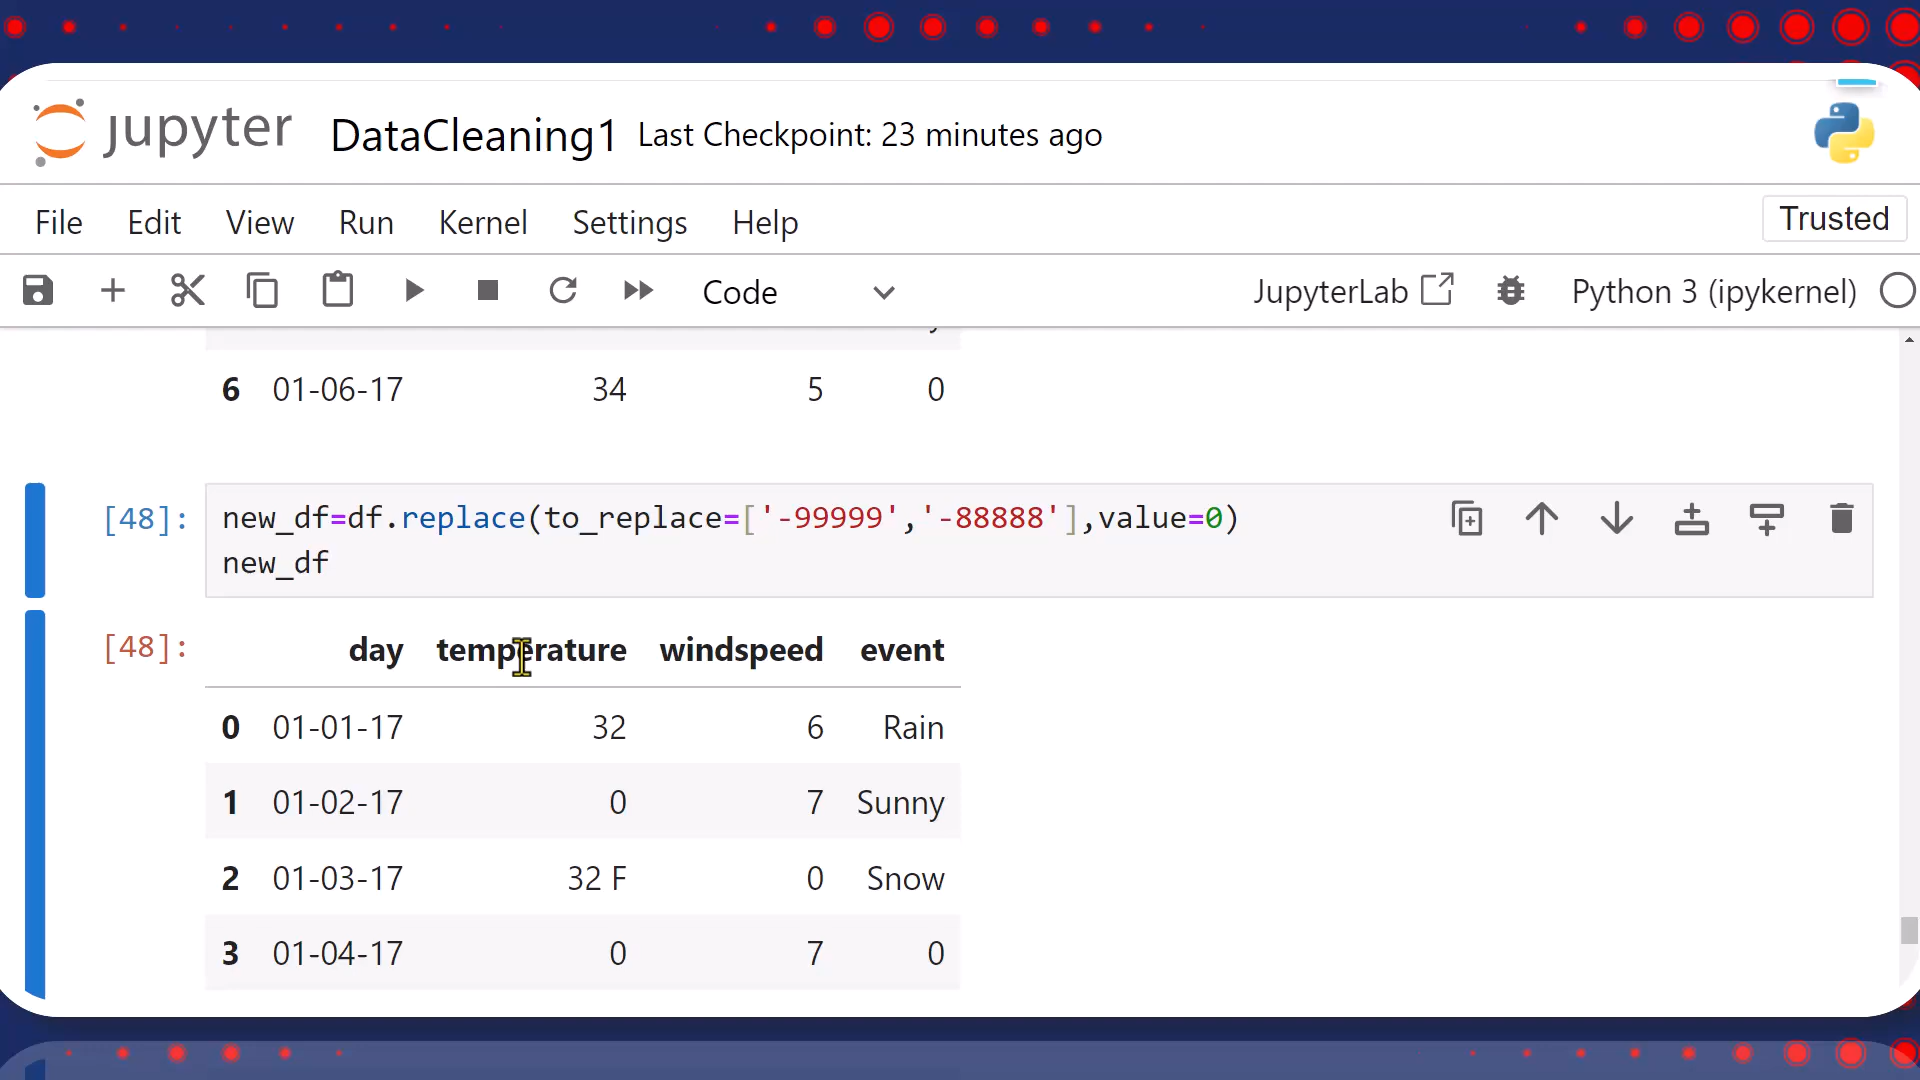 jupyter DataCleaning1 Last Checkpoint: 23 minutes ago
File Edit View Run Kernel Settings Help Trusted
Code JupyterLab Python 3 (ipykernel)
6 01-06-17 34 5 0
[48]: new_df=df.replace(to_replace=['-99999','-88888'],value=0)
new_df
[48]: day temperature windspeed event
0 01-01-17 32 6 Rain
1 01-02-17 0 7 Sunny
2 01-03-17 32 F 0 Snow
3 01-04-17 0 7 0